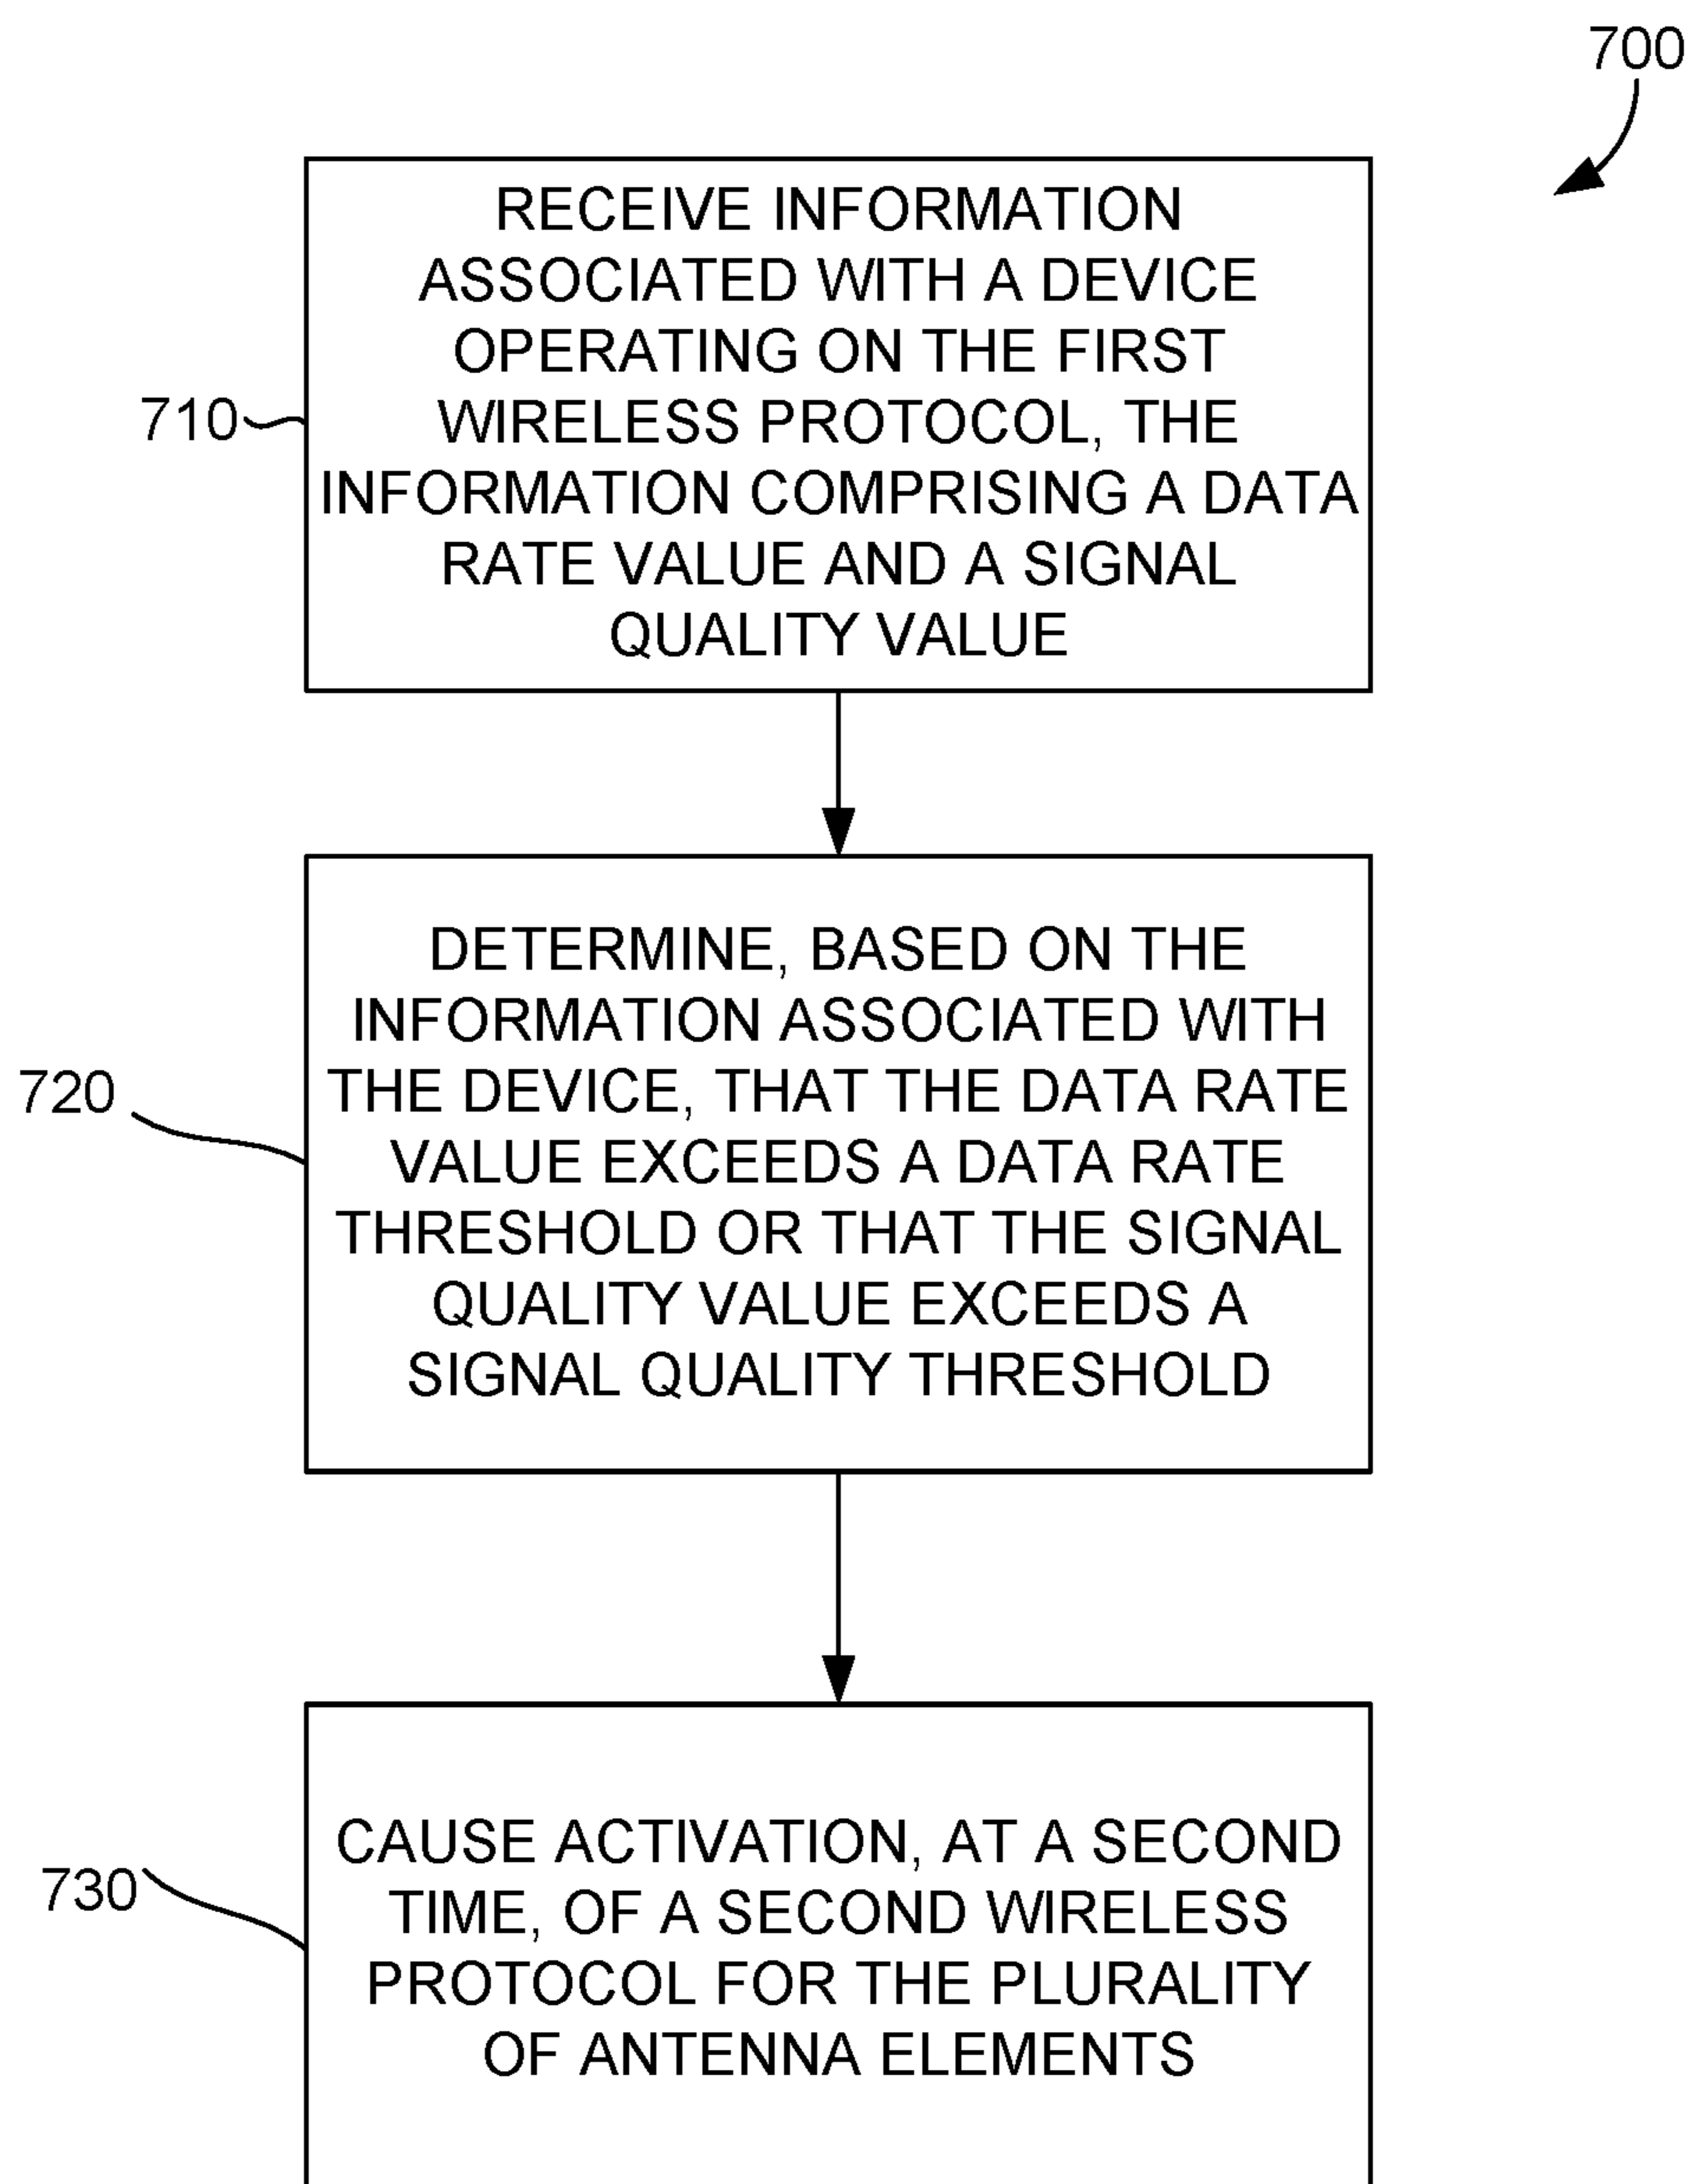 700
RECEIVE INFORMATION
ASSOCIATED WITH A DEVICE
OPERATING ON THE FIRST
WIRELESS PROTOCOL, THE
INFORMATION COMPRISING A DATA
RATE VALUE AND A SIGNAL
QUALITY VALUE
710
DETERMINE, BASED ON THE
INFORMATION ASSOCIATED WITH
THE DEVICE, THAT THE DATA RATE
VALUE EXCEEDS A DATA RATE
THRESHOLD OR THAT THE SIGNAL
QUALITY VALUE EXCEEDS A
SIGNAL QUALITY THRESHOLD
720
CAUSE ACTIVATION, AT A SECOND
TIME, OF A SECOND WIRELESS
PROTOCOL FOR THE PLURALITY
OF ANTENNA ELEMENTS
730